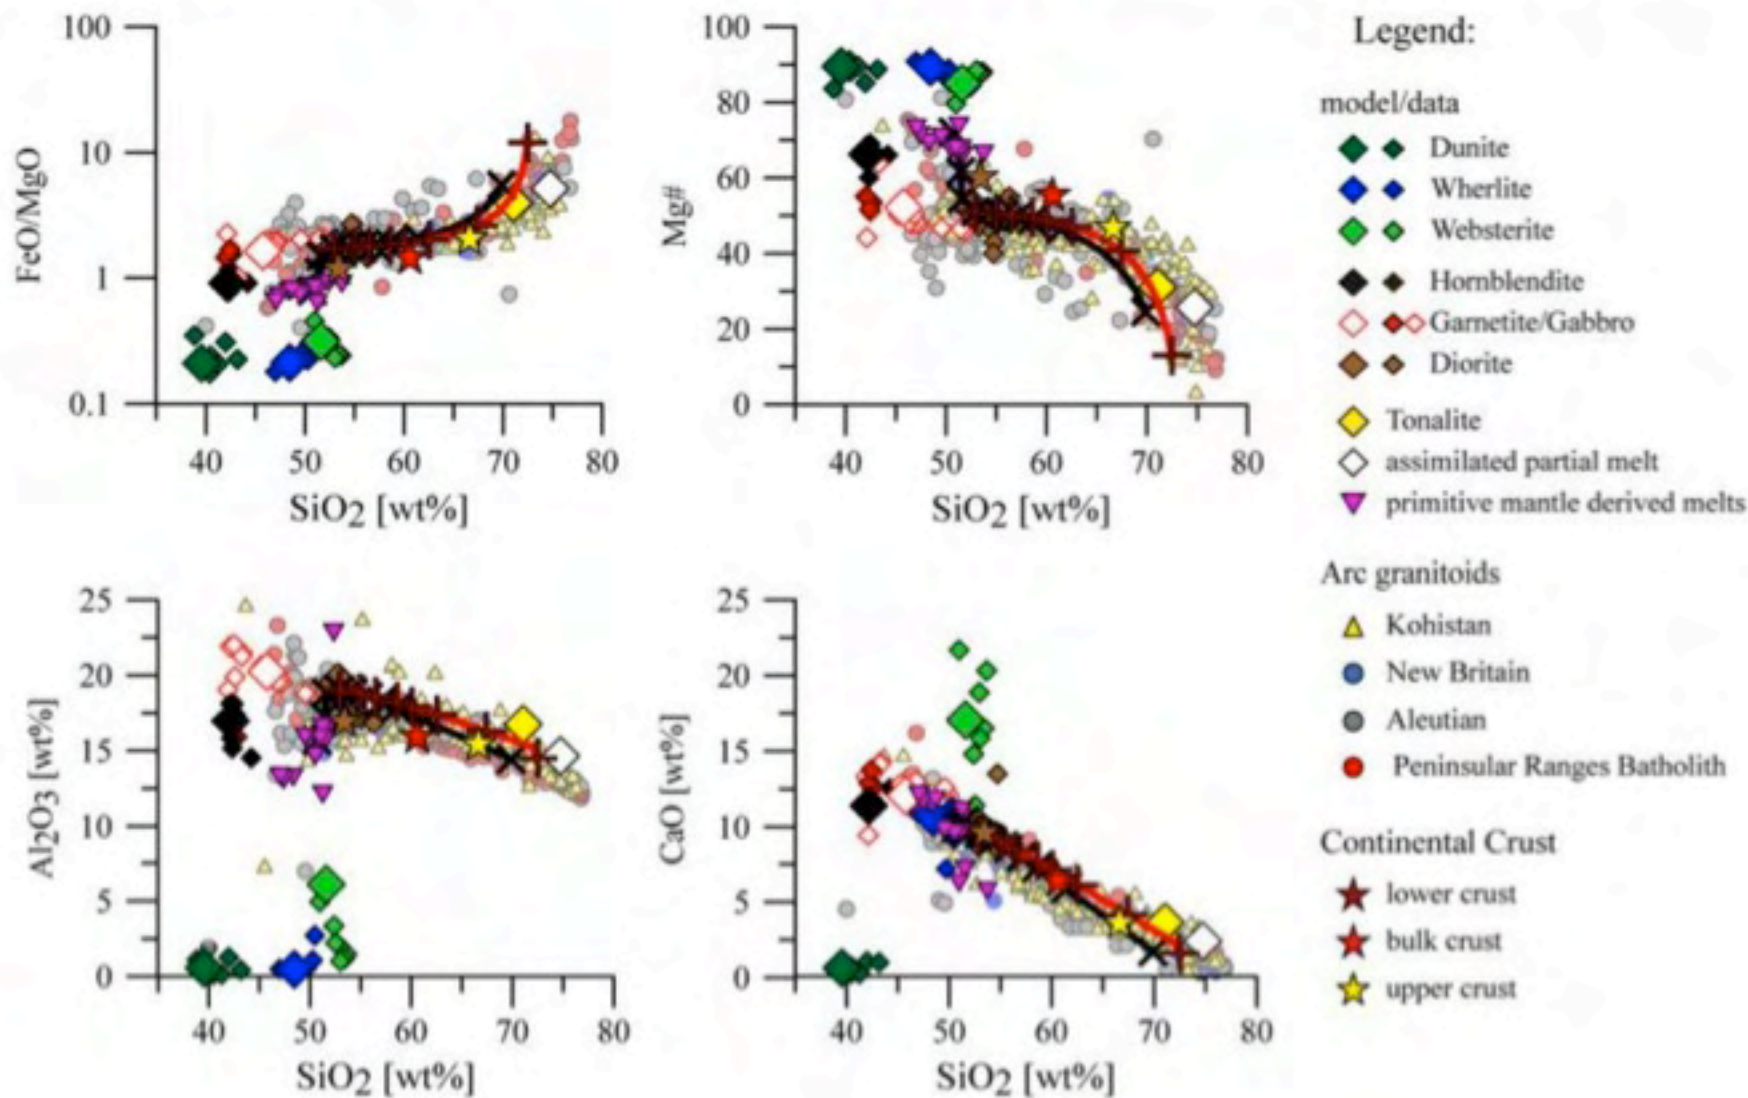 100
10
1
0.1
FeO/MgO
40 50 60 70 80
SiO2 [wt%]
100
80
60
40
20
0
Mg#
40 50 60 70 80
SiO2 [wt%]
25
20
15
10
5
0
Al2O3 [wt%]
40 50 60 70 80
SiO2 [wt%]
25
20
15
10
5
0
CaO [wt%]
40 50 60 70 80
SiO2 [wt%]
Legend:
model/data
Dunite
Wherlite
Websterite
Hornblendite
Garnetite/Gabbro
Diorite
Tonalite
assimilated partial melt
primitive mantle derived melts
Arc granitoids
Kohistan
New Britain
Aleutian
Peninsular Ranges Batholith
Continental Crust
lower crust
bulk crust
upper crust